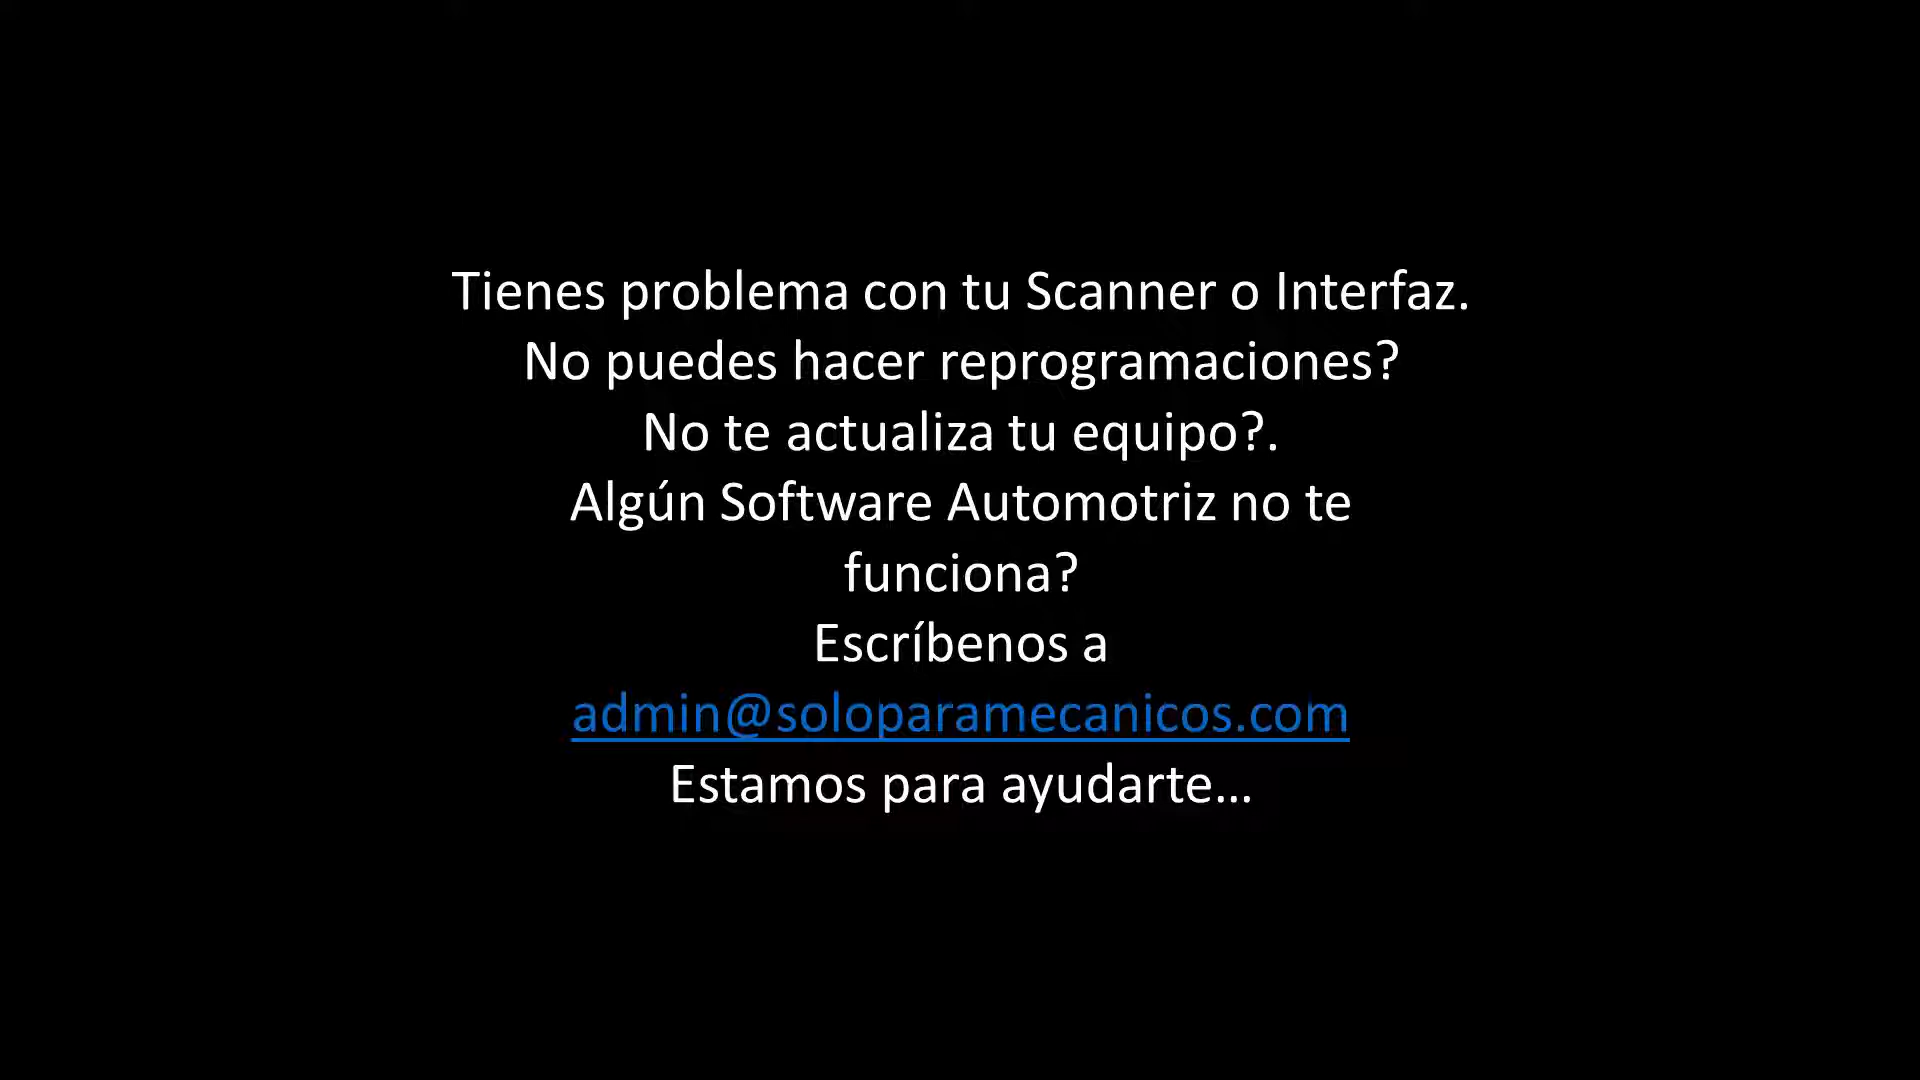 Tienes problema con tu Scanner o Interfaz.
No puedes hacer reprogramaciones?
No te actualiza tu equipo?.
Algún Software Automotriz no te
funciona?
Escríbenos a
admin@soloparamecanicos.com
Estamos para ayudarte...